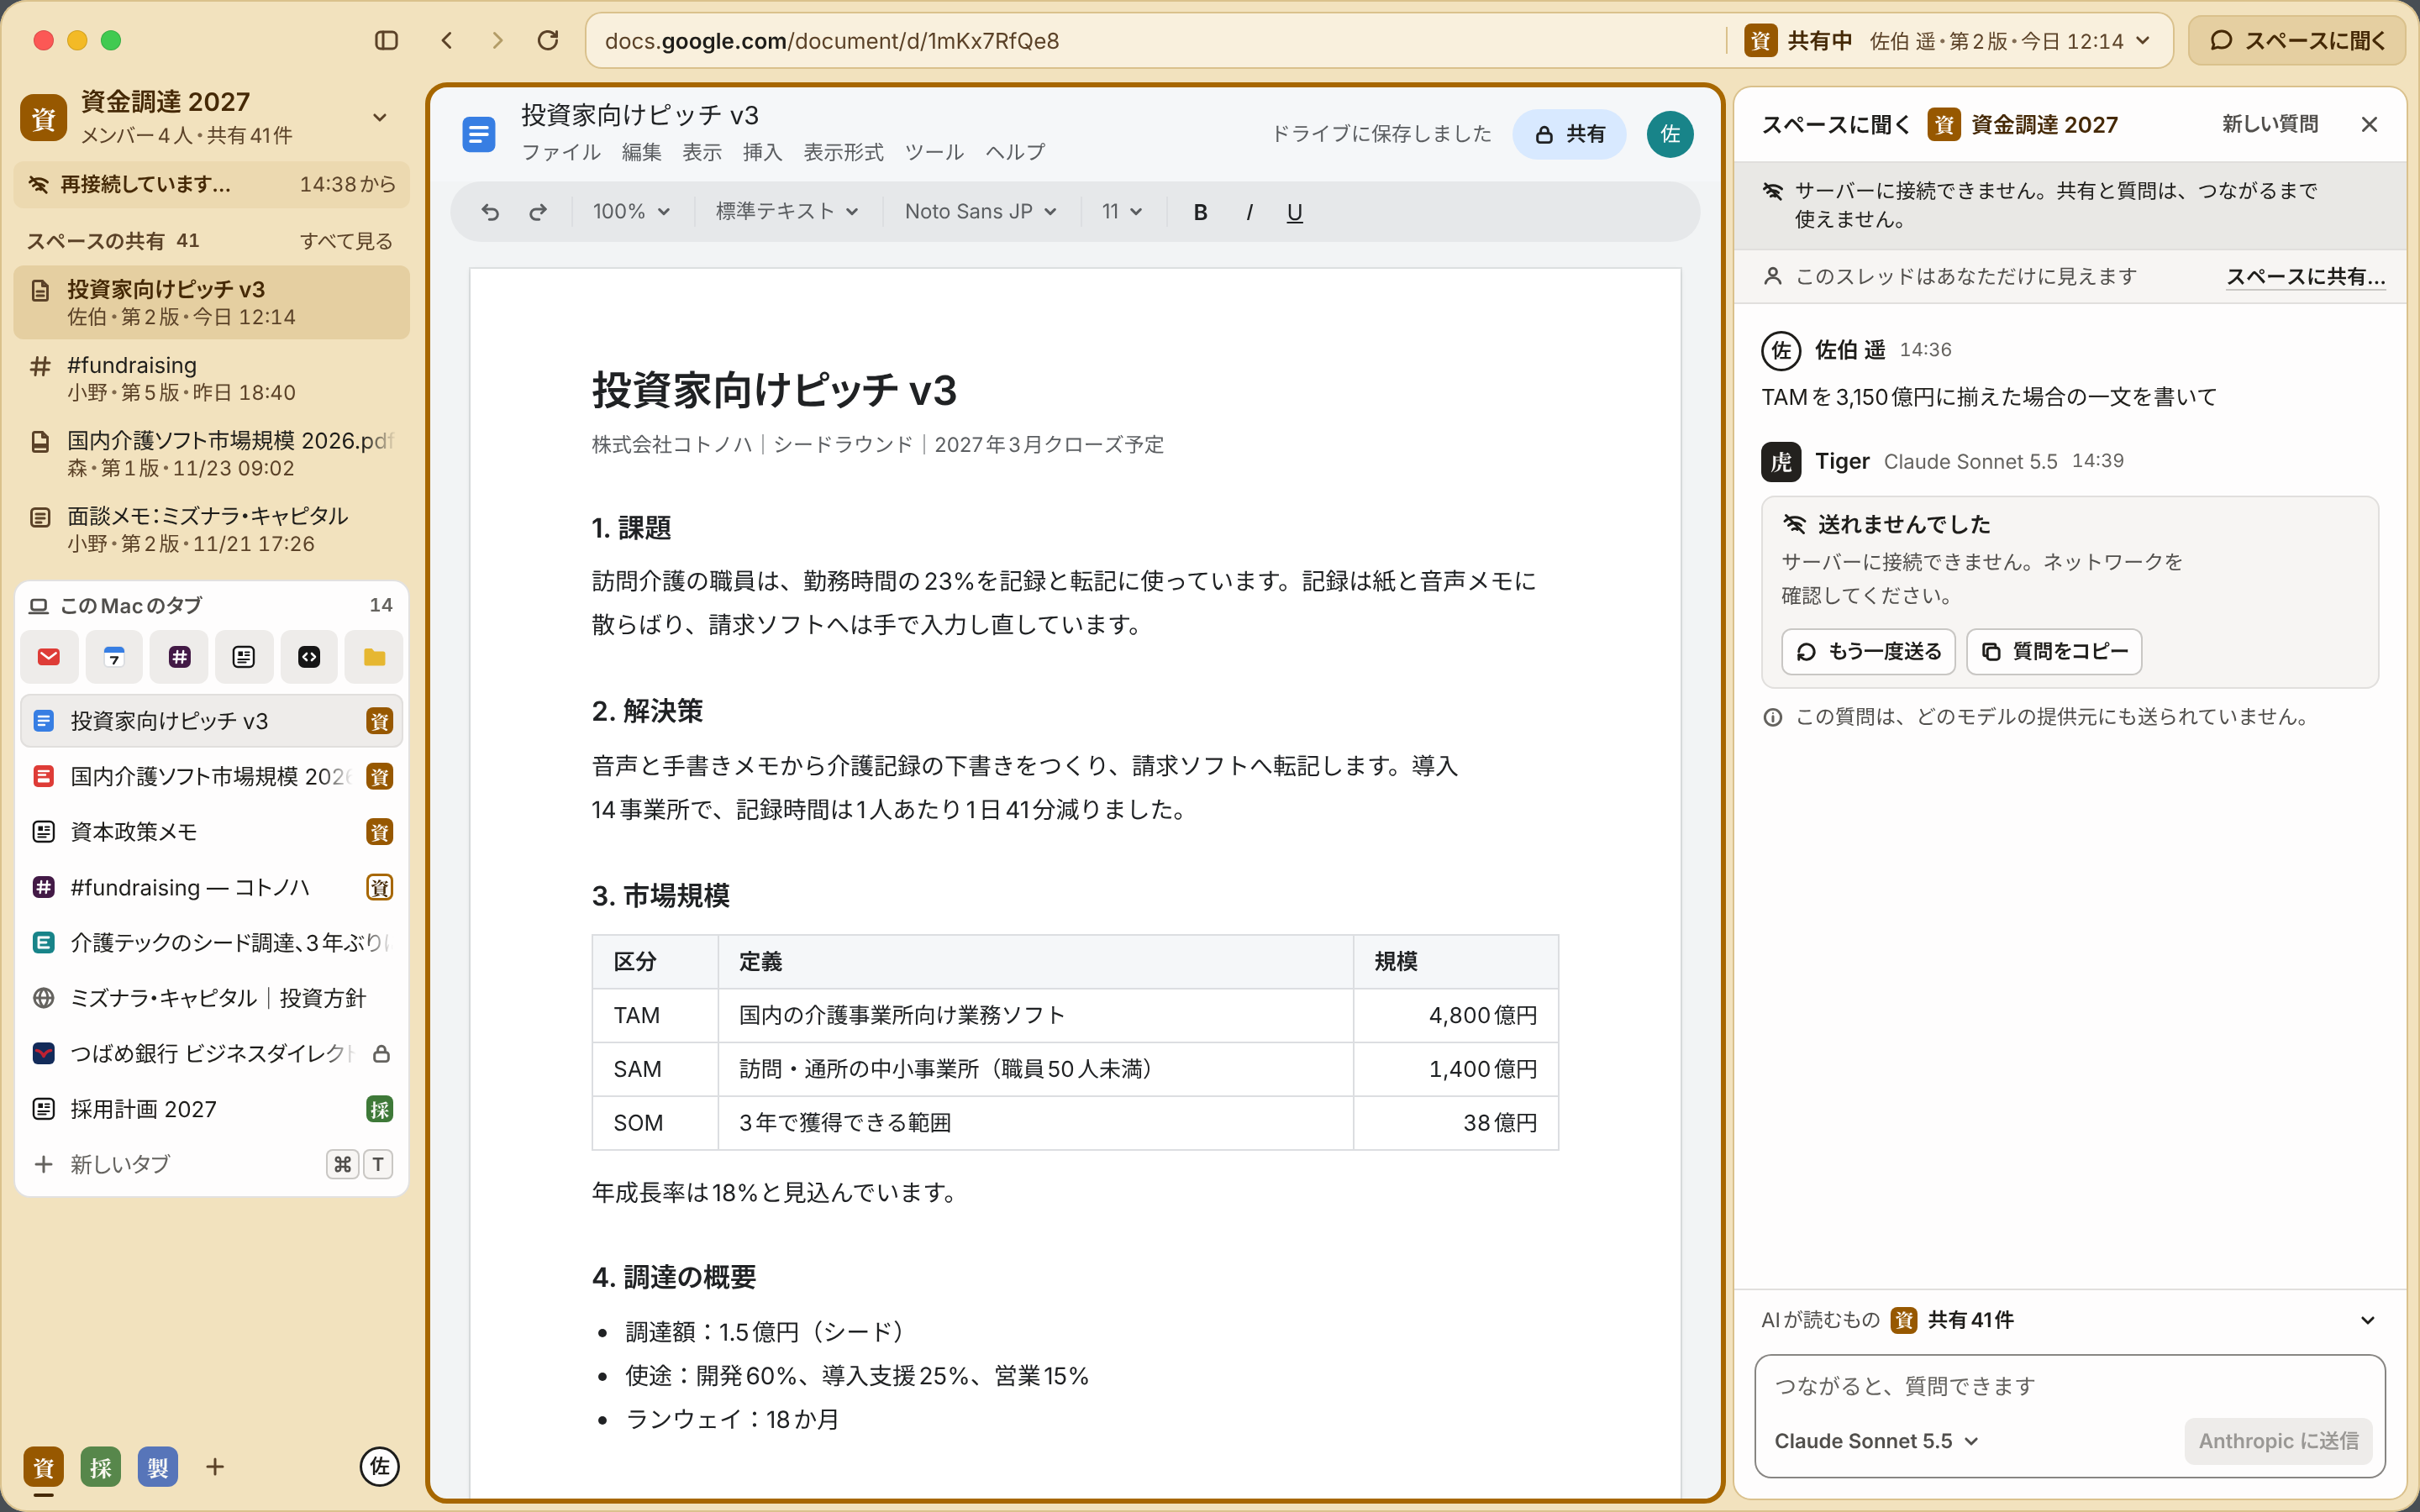 docs.google.com/document/d/1mKx7RfQe8
資 共有中 佐伯 遥・第2版・今日 12:14
スペースに聞く
資 資金調達 2027
メンバー4人・共有41件
再接続しています... 14:38から
スペースの共有 41 すべて見る
投資家向けピッチ v3
佐伯・第2版・今日 12:14
#fundraising
小野・第5版・昨日 18:40
国内介護ソフト市場規模 2026.pdf
森・第1版・11/23 09:02
面談メモ：ミズナラ・キャピタル
小野・第2版・11/21 17:26
このMacのタブ 14
7
投資家向けピッチ v3 資
国内介護ソフト市場規模 2026 資
資本政策メモ 資
#fundraising — コトノハ 資
介護テックのシード調達、3年ぶりに
ミズナラ・キャピタル｜投資方針
つばめ銀行 ビジネスダイレクト
採用計画 2027 採
新しいタブ ⌘ T
資 採 製 + 佐
投資家向けピッチ v3
ファイル 編集 表示 挿入 表示形式 ツール ヘルプ
ドライブに保存しました 共有 佐
100% 標準テキスト Noto Sans JP 11 B I U
投資家向けピッチ v3
株式会社コトノハ｜シードラウンド｜2027年3月クローズ予定
1. 課題
訪問介護の職員は、勤務時間の23%を記録と転記に使っています。記録は紙と音声メモに
散らばり、請求ソフトへは手で入力し直しています。
2. 解決策
音声と手書きメモから介護記録の下書きをつくり、請求ソフトへ転記します。導入
14事業所で、記録時間は1人あたり1日41分減りました。
3. 市場規模
区分 定義 規模
TAM 国内の介護事業所向け業務ソフト 4,800億円
SAM 訪問・通所の中小事業所（職員50人未満） 1,400億円
SOM 3年で獲得できる範囲 38億円
年成長率は18%と見込んでいます。
4. 調達の概要
• 調達額：1.5億円（シード）
• 使途：開発60%、導入支援25%、営業15%
• ランウェイ：18か月
スペースに聞く 資 資金調達 2027 新しい質問
サーバーに接続できません。共有と質問は、つながるまで
使えません。
このスレッドはあなただけに見えます スペースに共有...
佐 佐伯 遥 14:36
TAMを3,150億円に揃えた場合の一文を書いて
虎 Tiger Claude Sonnet 5.5 14:39
送れませんでした
サーバーに接続できません。ネットワークを
確認してください。
もう一度送る 質問をコピー
この質問は、どのモデルの提供元にも送られていません。
AIが読むもの 資 共有41件
つながると、質問できます
Claude Sonnet 5.5 Anthropic に送信